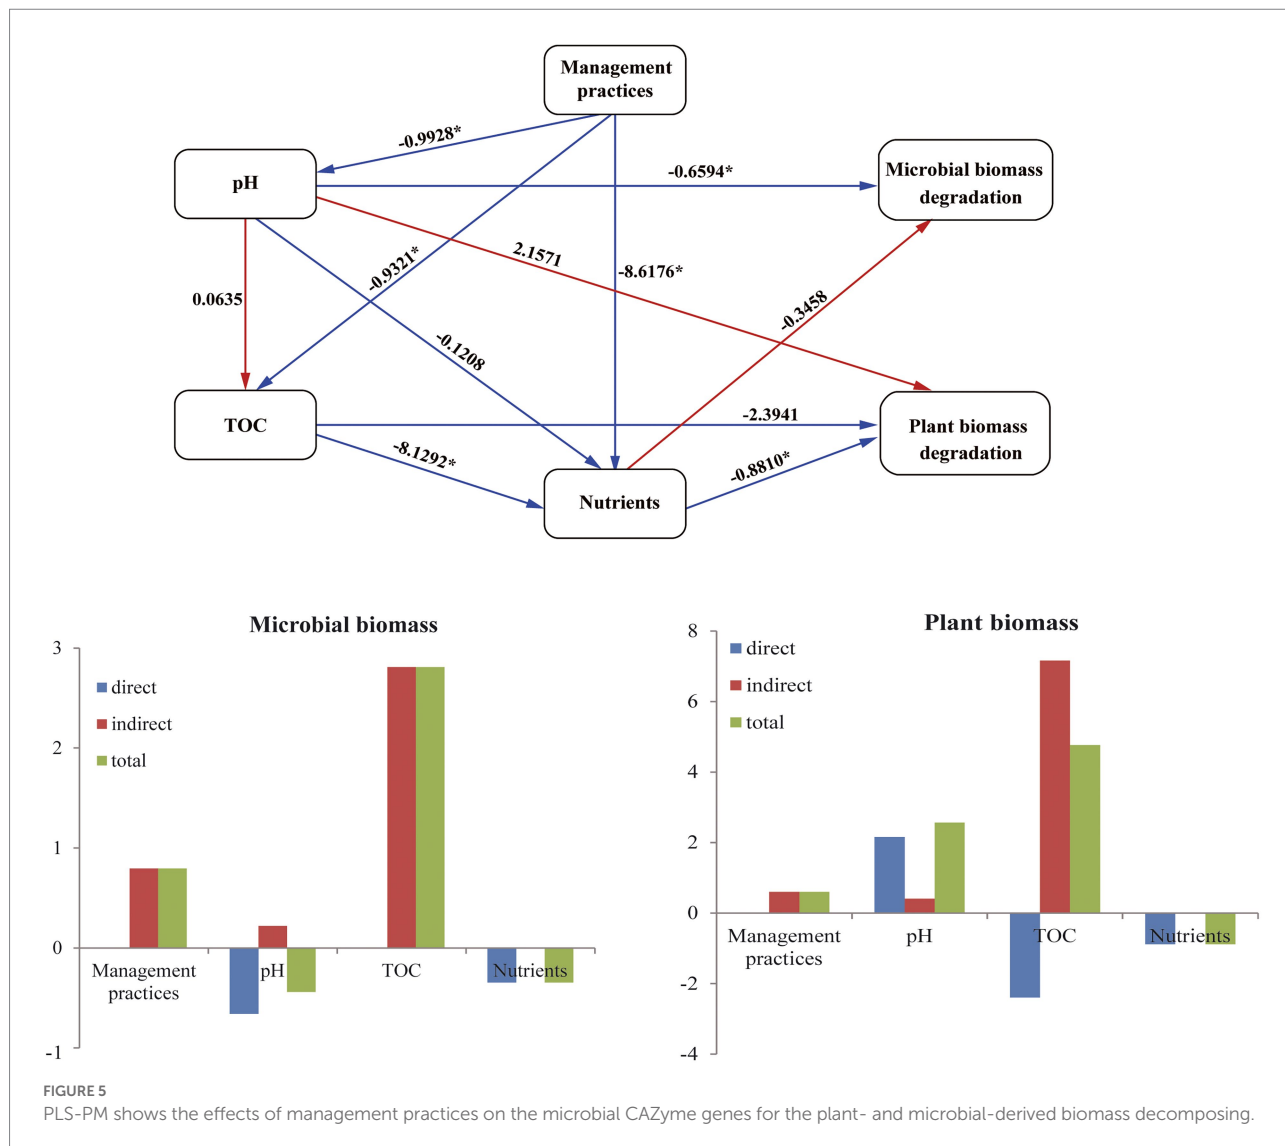 Management
practices
-0.9928*
pH
-0.6594*
Microbial biomass
degradation
-0.9321*
2.1571
-8.6176*
0.0635
-0.3458
-0.1208
TOC
-2.3941
Plant biomass
degradation
-8.1292*
-0.8810*
Nutrients
Microbial biomass
3
2
1
0
-1
direct
indirect
total
Management
practices
pH
TOC
Nutrients
Plant biomass
8
6
4
2
0
-2
-4
direct
indirect
total
Management
practices
pH
TOC
Nutrients
FIGURE 5
PLS-PM shows the effects of management practices on the microbial CAZyme genes for the plant- and microbial-derived biomass decomposing.